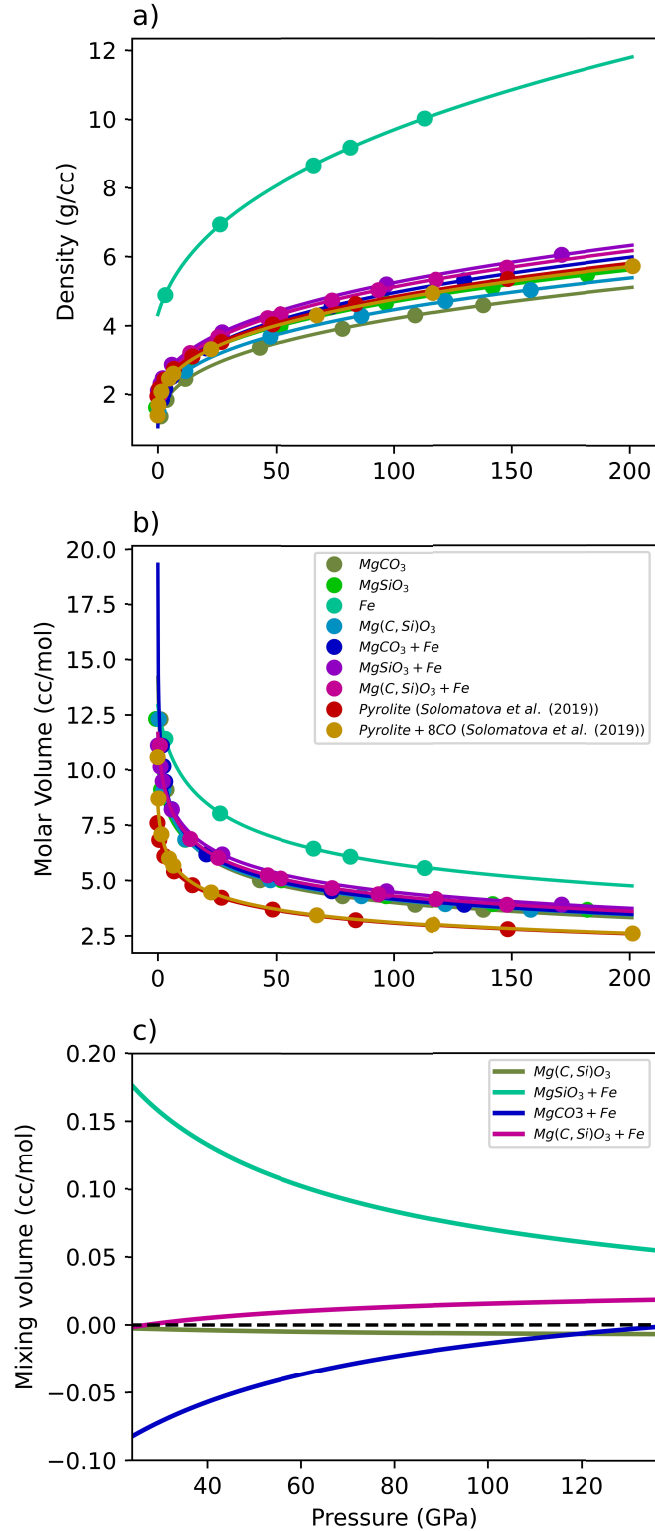 a)
Density (g/cc)
12
10
8
6
4
2
0
50
100
150
200
b)
Molar Volume (cc/mol)
20.0
17.5
15.0
12.5
10.0
7.5
5.0
2.5
MgCO₃
MgSiO₃
Fe
Mg(C, Si)O₃
MgCO₃ + Fe
MgSiO₃ + Fe
Mg(C, Si)O₃ + Fe
Pyrolite (Solomatova et al. (2019))
Pyrolite + 8CO (Solomatova et al. (2019))
0
50
100
150
200
c)
Mixing volume (cc/mol)
0.20
0.15
0.10
0.05
0.00
−0.05
−0.10
Mg(C, Si)O₃
MgSiO₃ + Fe
MgCO3 + Fe
Mg(C, Si)O₃ + Fe
40
60
80
100
120
Pressure (GPa)